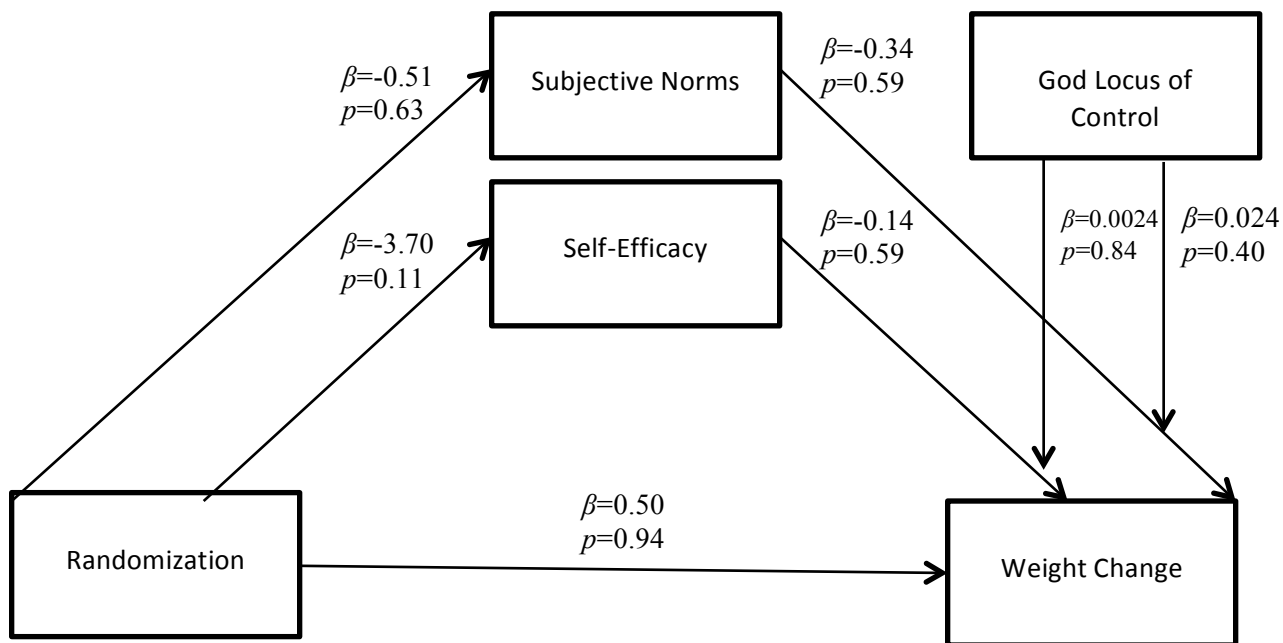 β=-0.51
p=0.63
Subjective Norms
β=-0.34
p=0.59
God Locus of
Control
β=-3.70
p=0.11
Self-Efficacy
β=-0.14
p=0.59
β=0.0024
p=0.84
β=0.024
p=0.40
Randomization
β=0.50
p=0.94
Weight Change